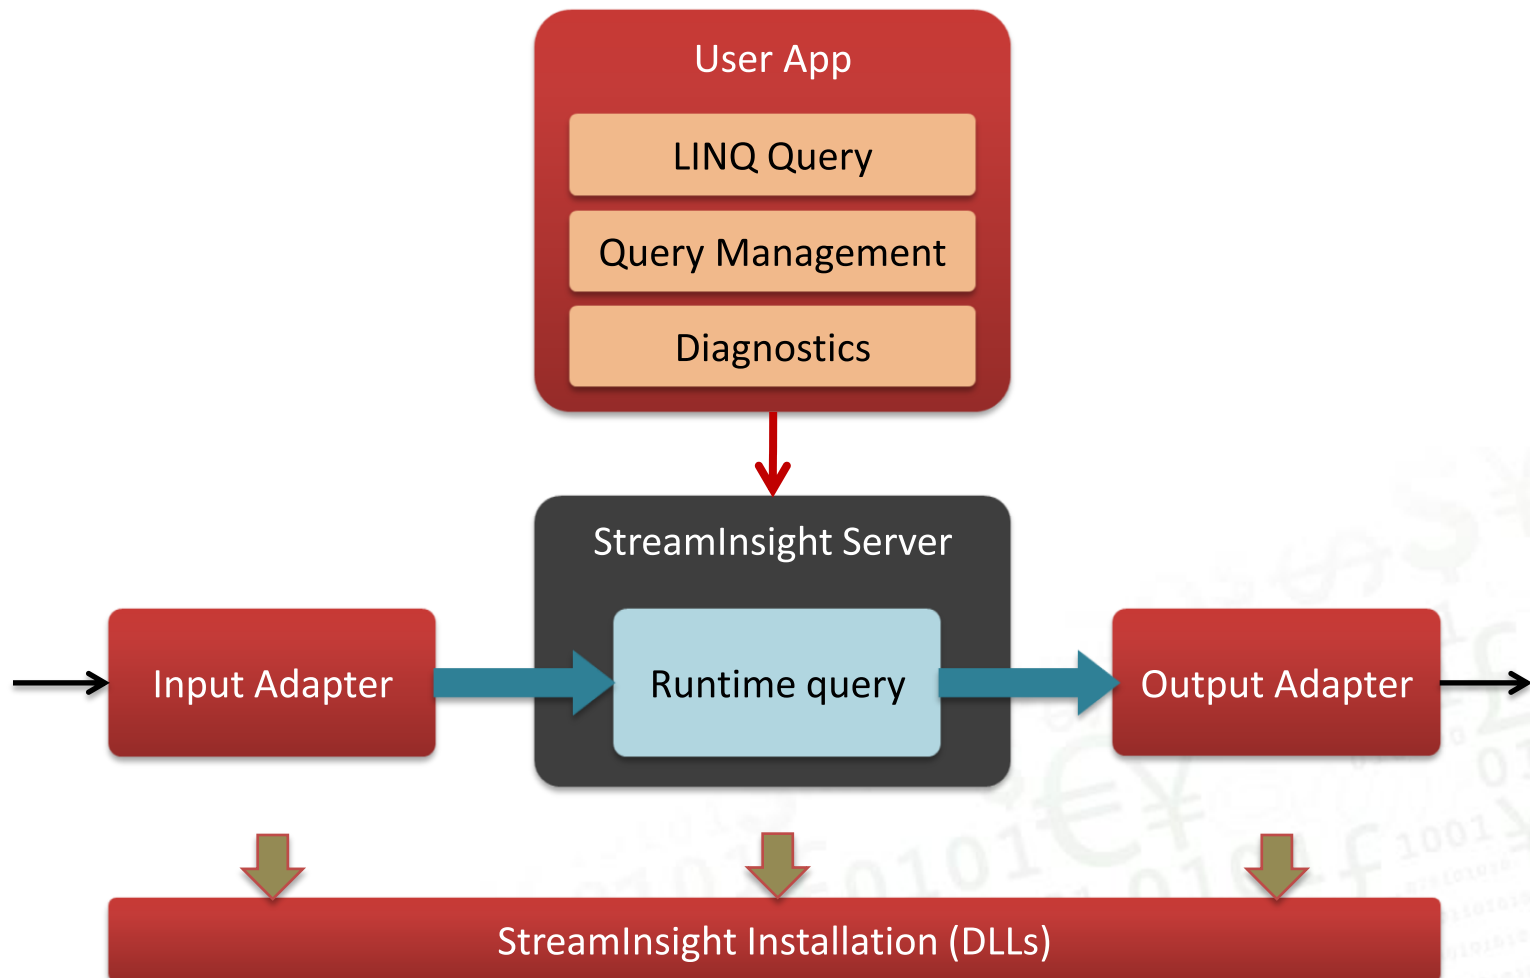 User App
LINQ Query
Query Management
Diagnostics
StreamInsight Server
Input Adapter
Runtime query
Output Adapter
StreamInsight Installation (DLLs)